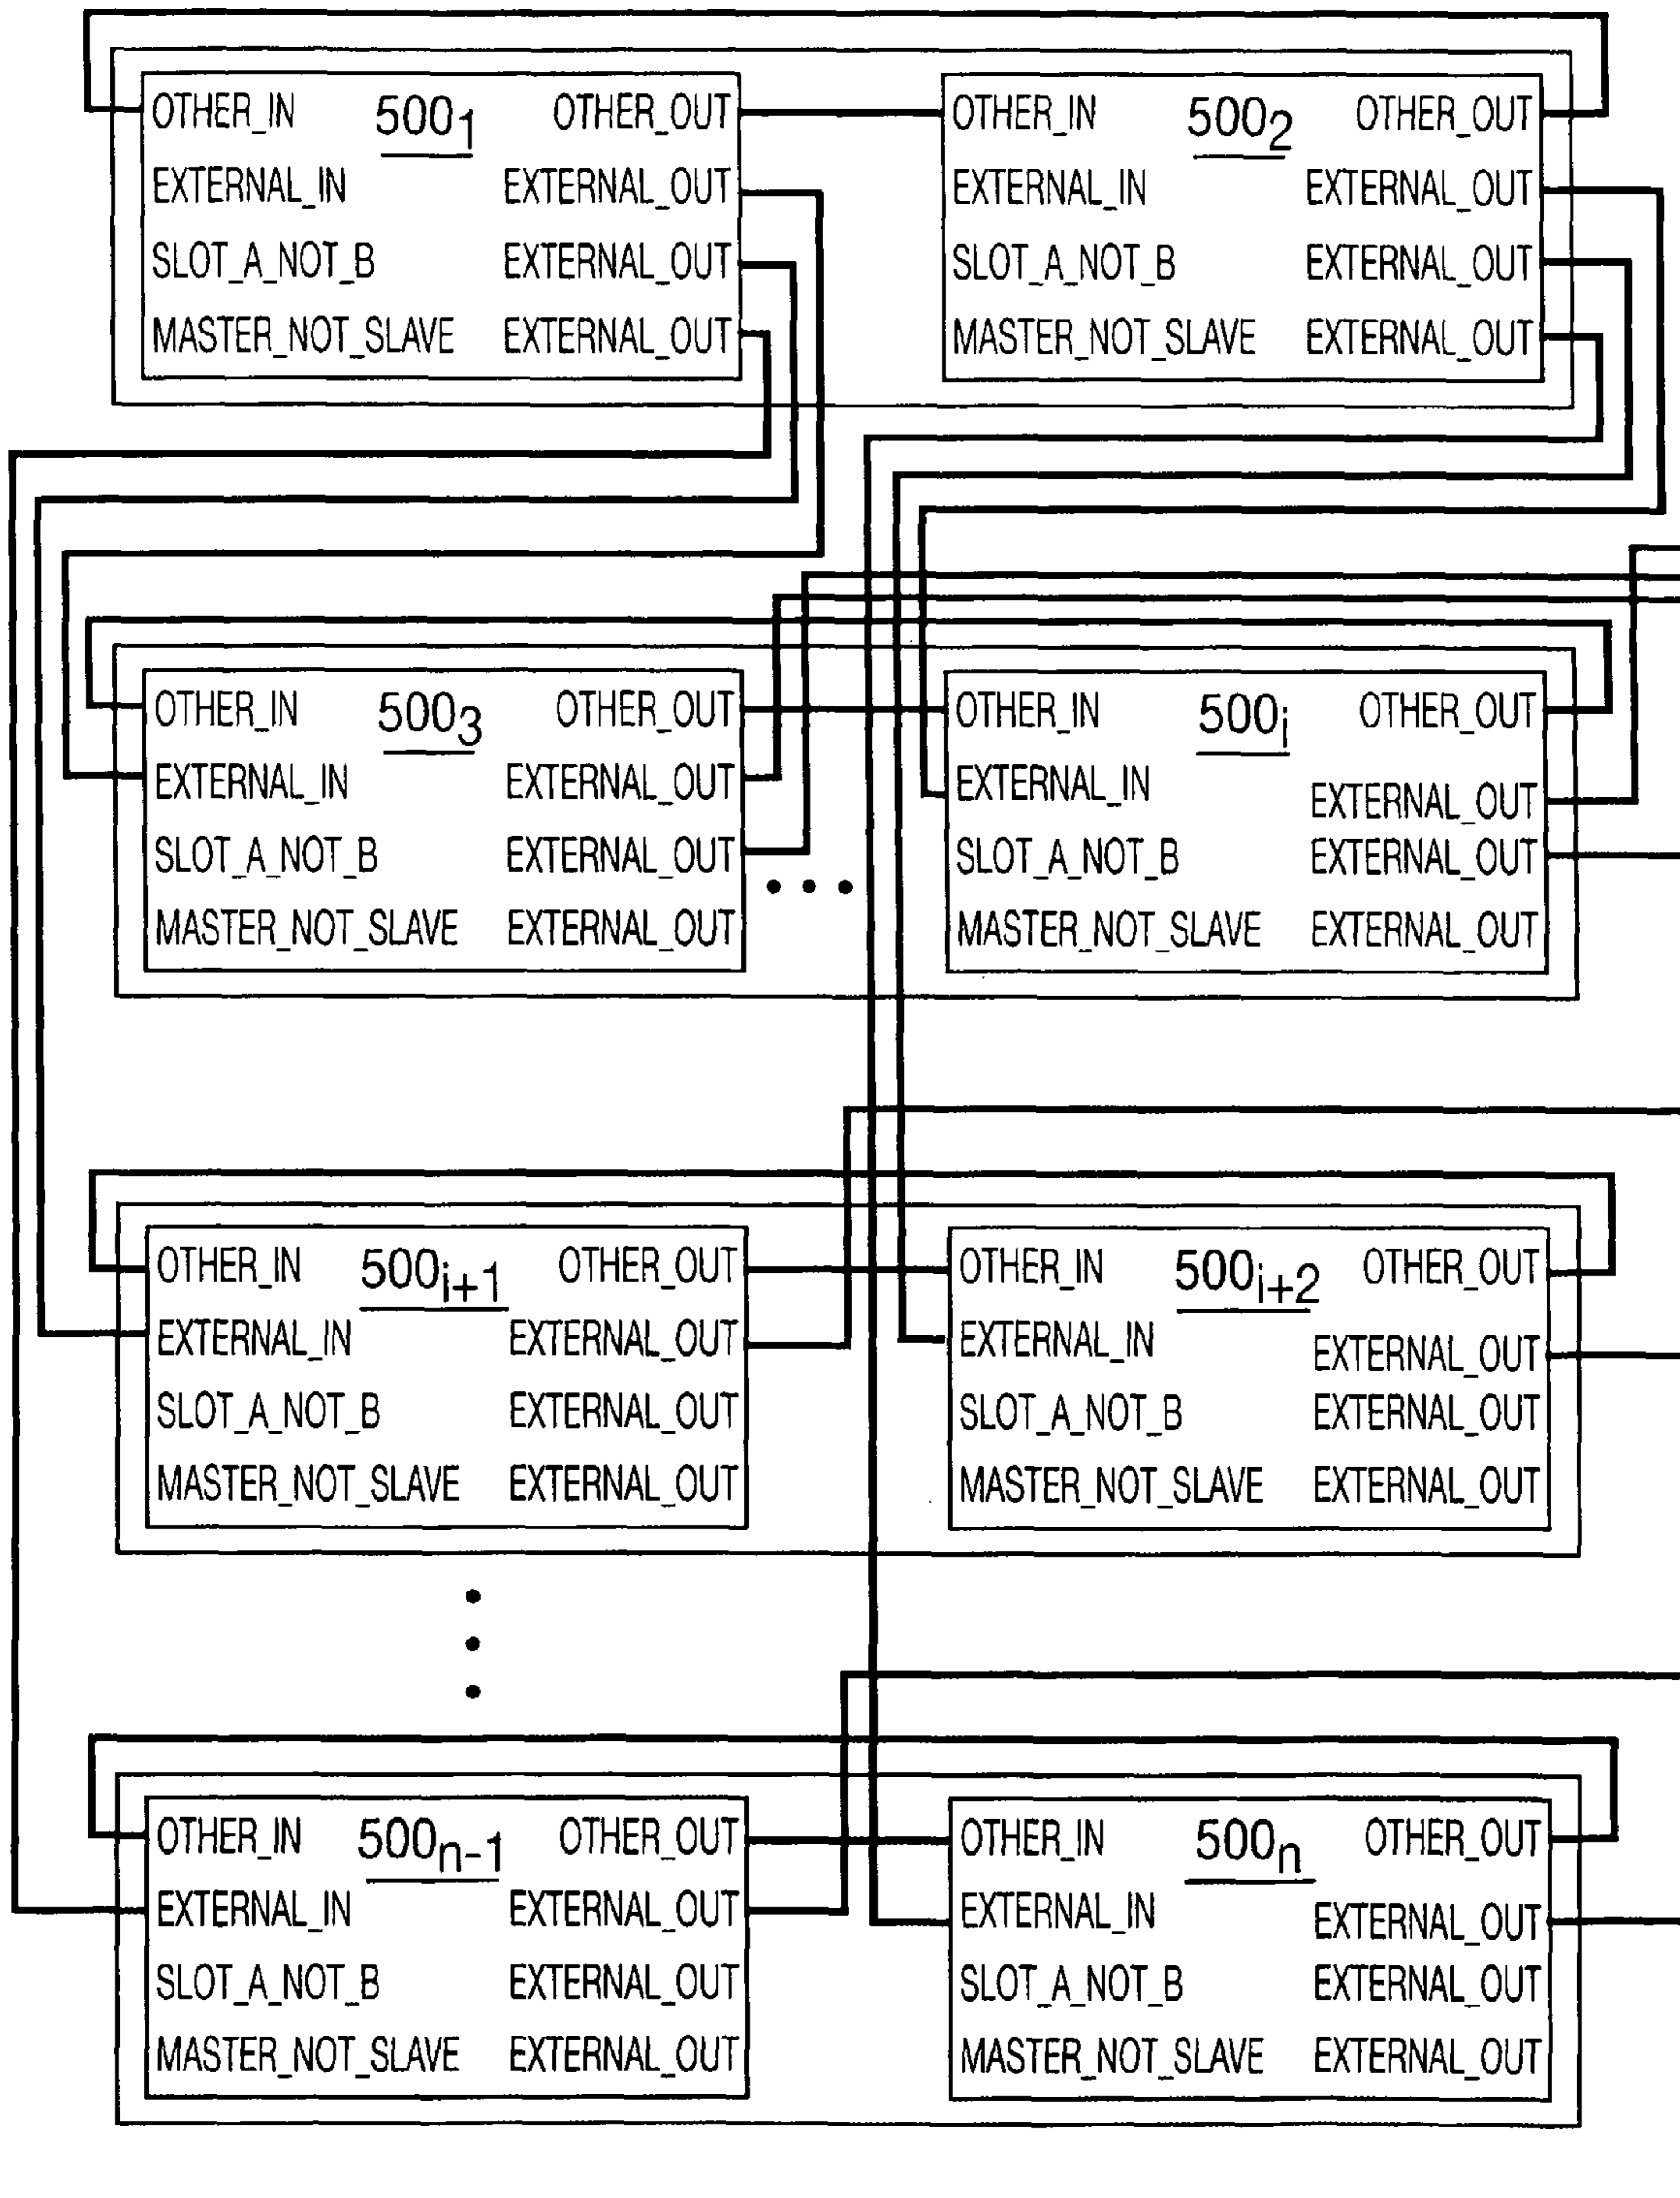 OTHER_IN 500₁ OTHER_OUT
EXTERNAL_IN EXTERNAL_OUT
SLOT_A_NOT_B EXTERNAL_OUT
MASTER_NOT_SLAVE EXTERNAL_OUT
OTHER_IN 500₂ OTHER_OUT
EXTERNAL_IN EXTERNAL_OUT
SLOT_A_NOT_B EXTERNAL_OUT
MASTER_NOT_SLAVE EXTERNAL_OUT
OTHER_IN 500₃ OTHER_OUT
EXTERNAL_IN EXTERNAL_OUT
SLOT_A_NOT_B EXTERNAL_OUT
MASTER_NOT_SLAVE EXTERNAL_OUT
OTHER_IN 500ᵢ OTHER_OUT
EXTERNAL_IN EXTERNAL_OUT
SLOT_A_NOT_B EXTERNAL_OUT
MASTER_NOT_SLAVE EXTERNAL_OUT
OTHER_IN 500ᵢ₊₁ OTHER_OUT
EXTERNAL_IN EXTERNAL_OUT
SLOT_A_NOT_B EXTERNAL_OUT
MASTER_NOT_SLAVE EXTERNAL_OUT
OTHER_IN 500ᵢ₊₂ OTHER_OUT
EXTERNAL_IN EXTERNAL_OUT
SLOT_A_NOT_B EXTERNAL_OUT
MASTER_NOT_SLAVE EXTERNAL_OUT
OTHER_IN 500ₙ₋₁ OTHER_OUT
EXTERNAL_IN EXTERNAL_OUT
SLOT_A_NOT_B EXTERNAL_OUT
MASTER_NOT_SLAVE EXTERNAL_OUT
OTHER_IN 500ₙ OTHER_OUT
EXTERNAL_IN EXTERNAL_OUT
SLOT_A_NOT_B EXTERNAL_OUT
MASTER_NOT_SLAVE EXTERNAL_OUT